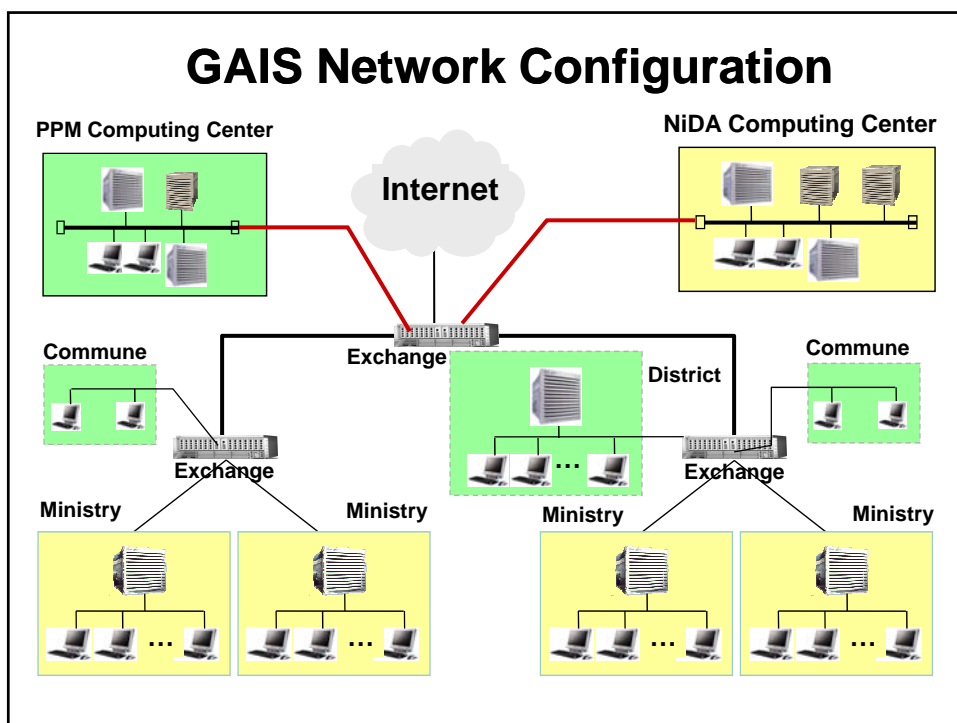 GAIS Network Configuration
PPM Computing Center
NiDA Computing Center
Internet
Exchange
Commune
District
Commune
Exchange
...
Exchange
Ministry
Ministry
Ministry
Ministry
...
...
...
...